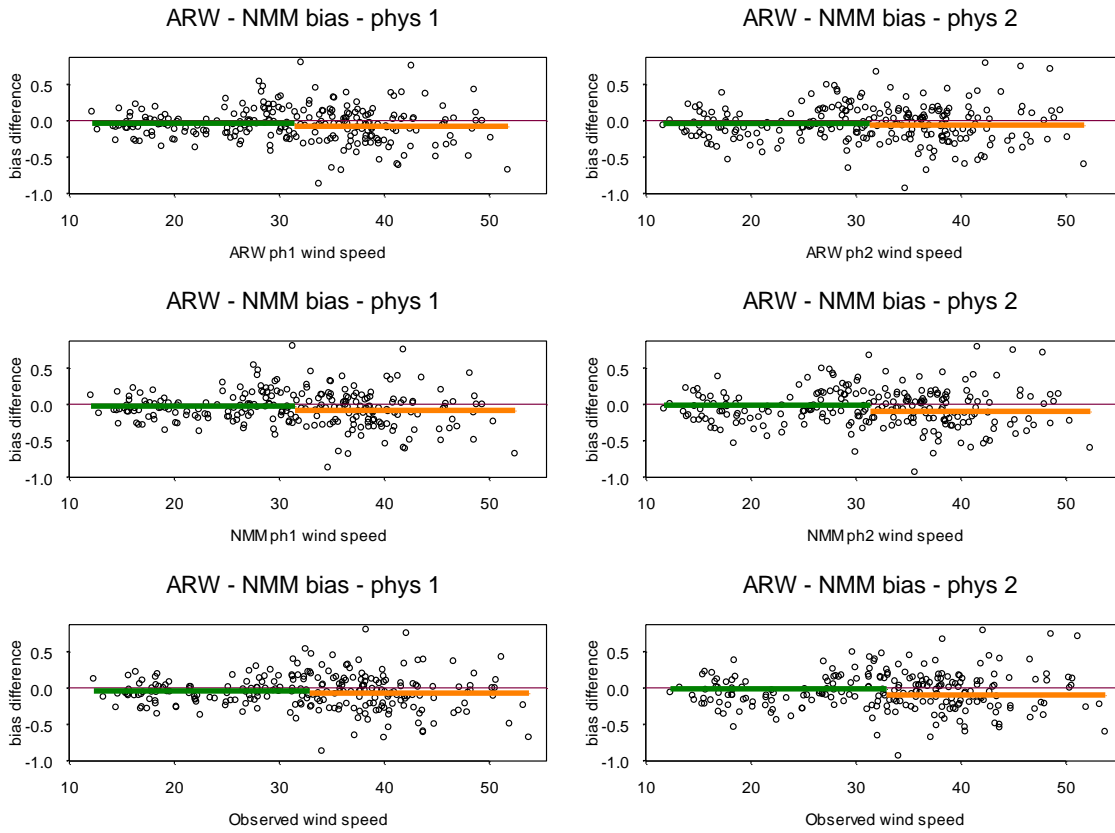 ARW - NMM bias - phys 1
bias difference
0.5
0.0
-0.5
-1.0
10 20 30 40 50
ARW ph1 wind speed
ARW - NMM bias - phys 2
bias difference
0.5
0.0
-0.5
-1.0
10 20 30 40 50
ARW ph2 wind speed
ARW - NMM bias - phys 1
bias difference
0.5
0.0
-0.5
-1.0
10 20 30 40 50
NMM ph1 wind speed
ARW - NMM bias - phys 2
bias difference
0.5
0.0
-0.5
-1.0
10 20 30 40 50
NMM ph2 wind speed
ARW - NMM bias - phys 1
bias difference
0.5
0.0
-0.5
-1.0
10 20 30 40 50
Observed wind speed
ARW - NMM bias - phys 2
bias difference
0.5
0.0
-0.5
-1.0
10 20 30 40 50
Observed wind speed